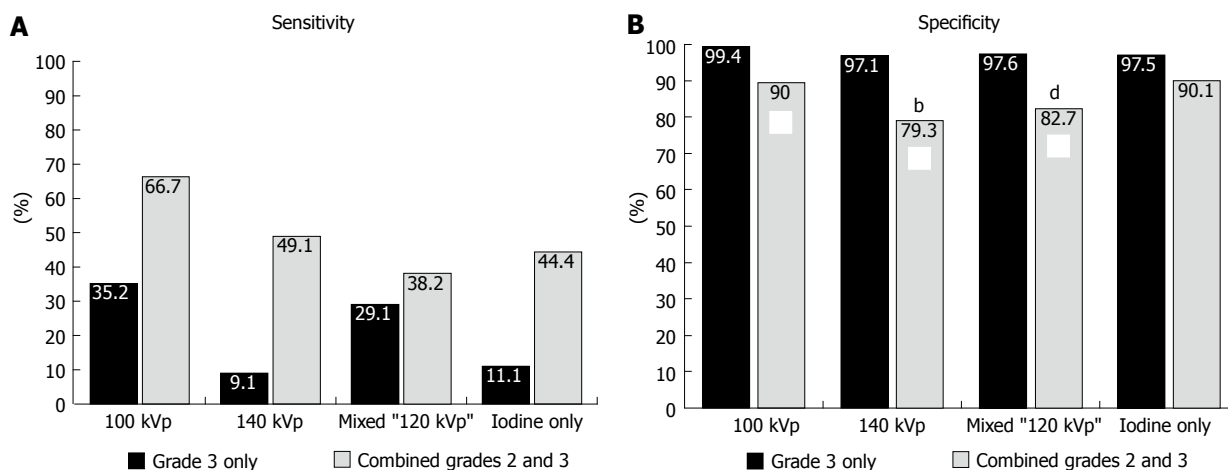 A
Sensitivity
100
90
80
70
60
50
40
30
20
10
0
(%)
35.2
66.7
9.1
49.1
29.1
38.2
11.1
44.4
100 kVp
140 kVp
Mixed "120 kVp"
Iodine only
Grade 3 only
Combined grades 2 and 3
B
Specificity
100
90
80
70
60
50
40
30
20
10
0
(%)
99.4
90
97.1
b
79.3
97.6
d
82.7
97.5
90.1
100 kVp
140 kVp
Mixed "120 kVp"
Iodine only
Grade 3 only
Combined grades 2 and 3